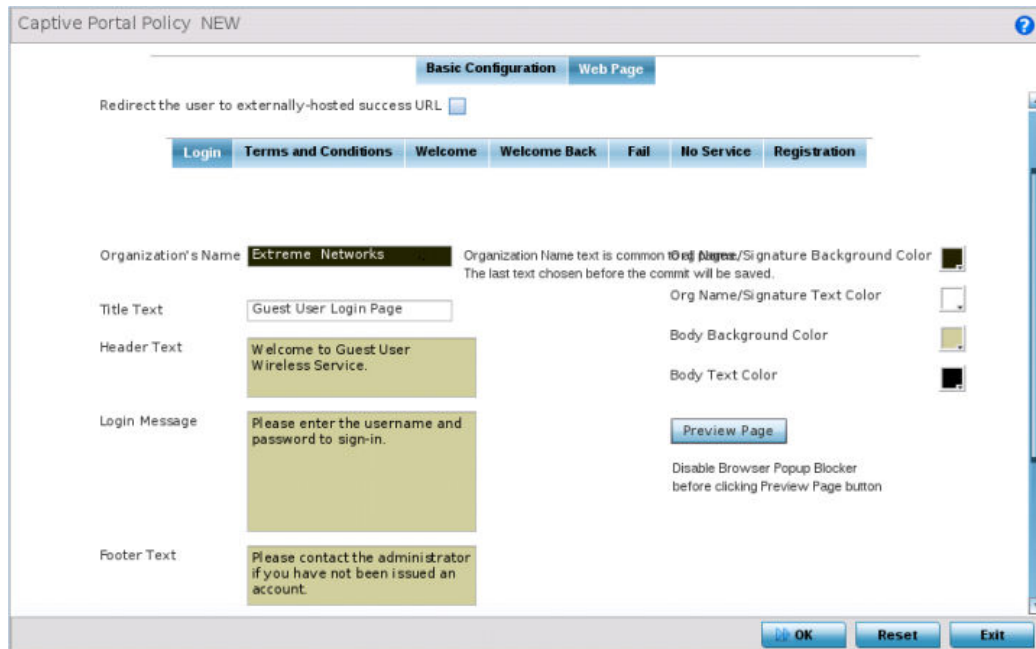 Captive Portal Policy NEW
?
Basic Configuration Web Page
Redirect the user to externally-hosted success URL
Login Terms and Conditions Welcome Welcome Back Fail No Service Registration
Organization's Name Extreme Networks
Organization Name text is common to
The last text chosen before the commit will be saved.
Org Name/Signature Background Color
Title Text Guest User Login Page
Org Name/Signature Text Color
Header Text
Welcome to Guest User
Wireless Service.
Body Background Color
Body Text Color
Login Message
Please enter the username and
password to sign-in.
Preview Page
Disable Browser Popup Blocker
before clicking Preview Page button
Footer Text
Please contact the administrator
if you have not been issued an
account.
OK Reset Exit